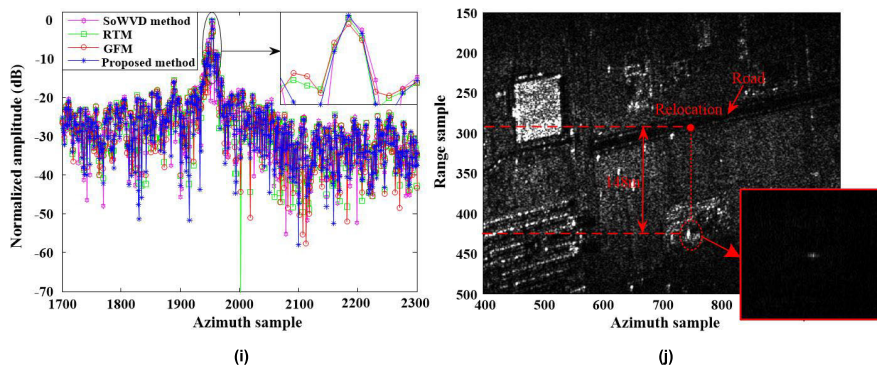 0
-10
-20
-30
-40
-50
-60
-70
Normalized amplitude (dB)
SoWVD method
RTM
GFM
Proposed method
1700 1800 1900 2000 2100 2200 2300
Azimuth sample
(i)
150
200
250
300
350
400
450
500
Range sample
Road
Relocation
400 500 600 700 800
Azimuth sample
(j)